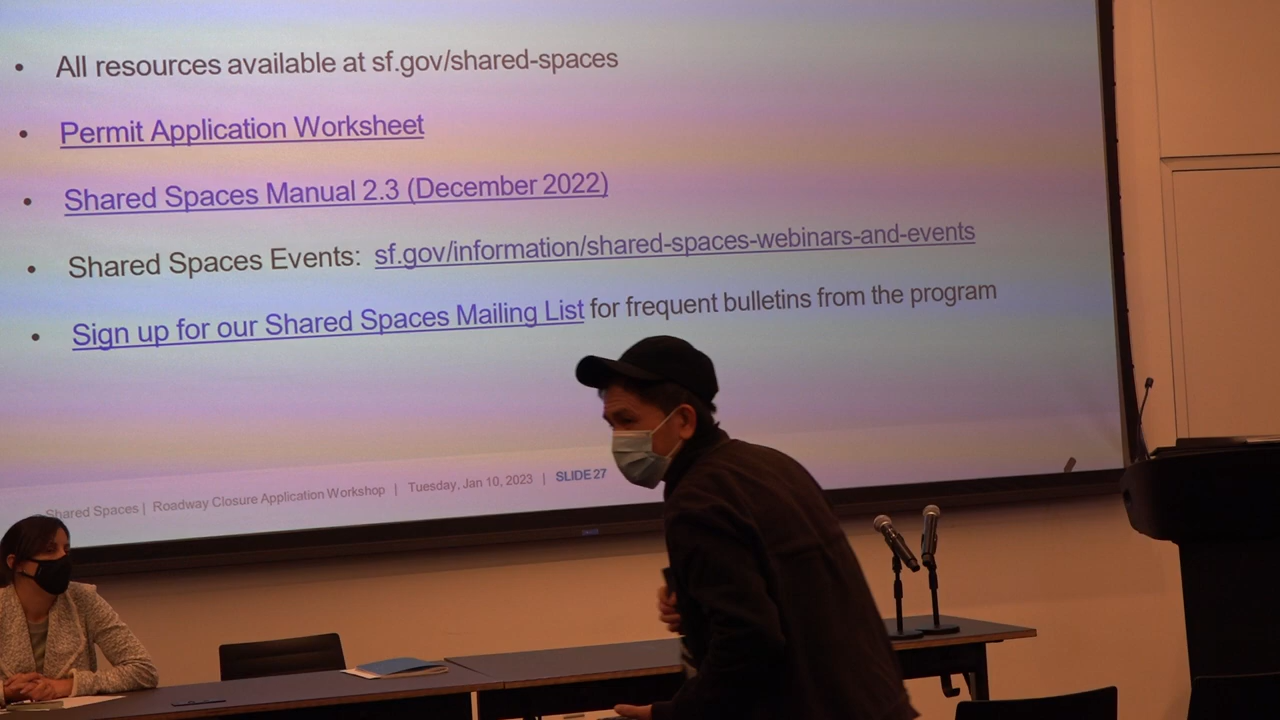 All resources available at sf.gov/shared-spaces
Permit Application Worksheet
Shared Spaces Manual 2.3 (December 2022)
Shared Spaces Events: sf.gov/information/shared-spaces-webinars-and-events
Sign up for our Shared Spaces Mailing List for frequent bulletins from the program
Shared Spaces | Roadway Closure Application Workshop | Tuesday, Jan 10, 2023 | SLIDE 27